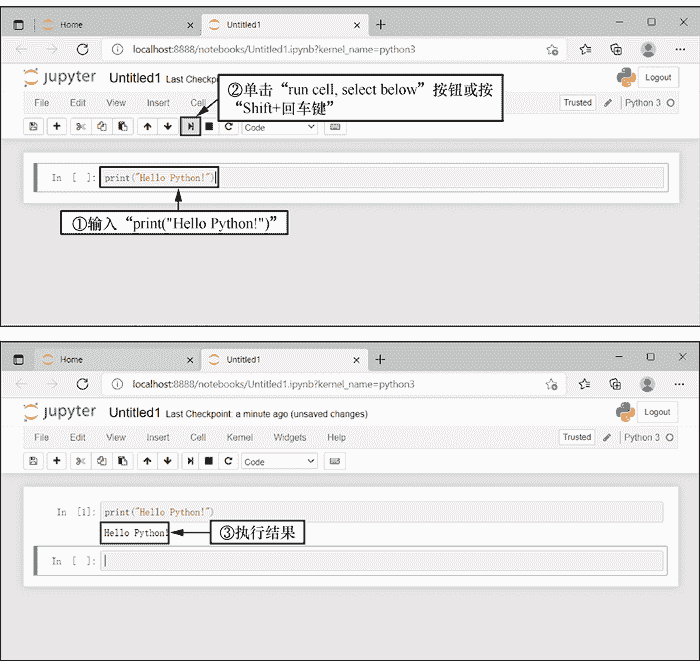 Home
Untitled1
localhost:8888/notebooks/Untitled1.ipynb?kernel_name=python3
jupyter Untitled1 Last Checkpoint Logout
②单击“run cell, select below”按钮或按
“Shift+回车键”
File Edit View Insert Cell Trusted Python 3
Code
In [ ]: print("Hello Python!")
①输入“print("Hello Python!")”
Home
Untitled1
localhost:8888/notebooks/Untitled1.ipynb?kernel_name=python3
jupyter Untitled1 Last Checkpoint: a minute ago (unsaved changes) Logout
File Edit View Insert Cell Kernel Widgets Help Trusted Python 3
Code
In [1]: print("Hello Python!")
Hello Python!
③执行结果
In [ ]: